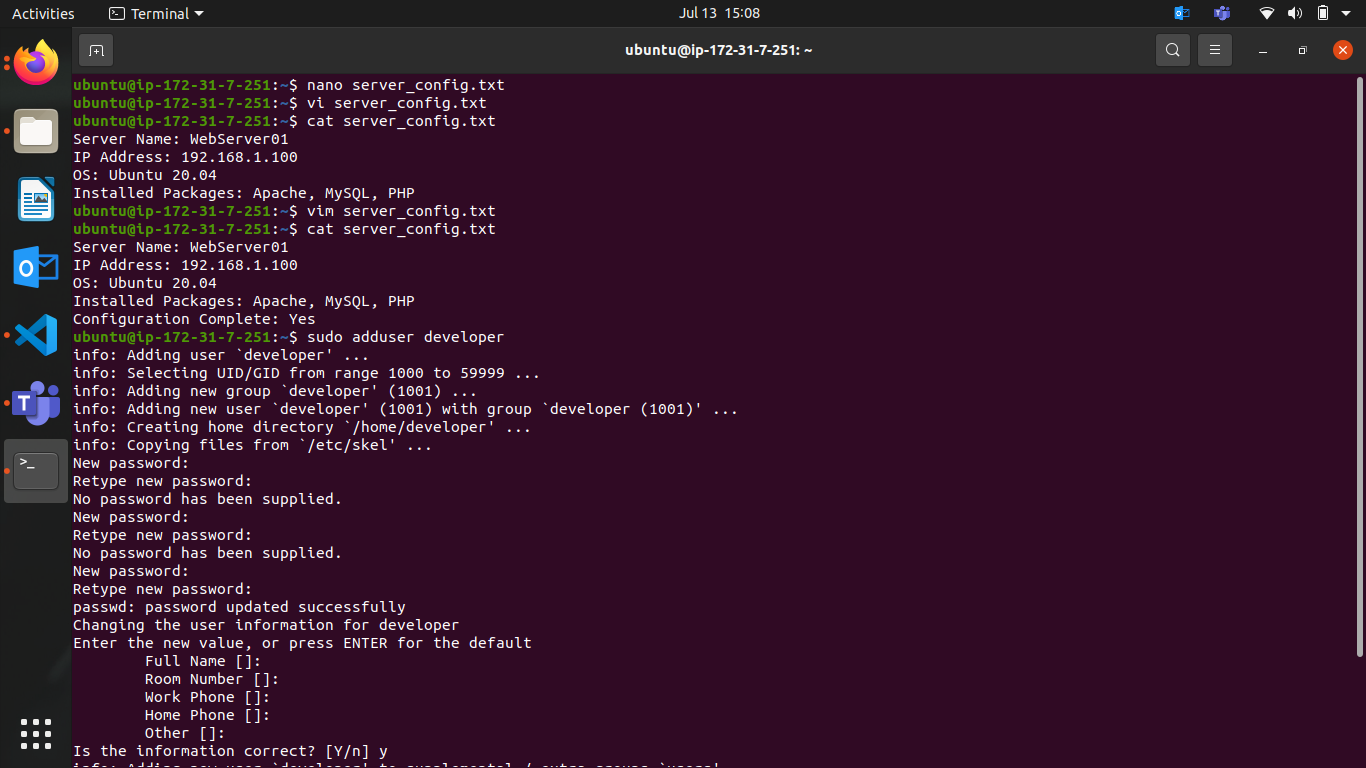 Activities
Terminal
Jul 13 15:08
ubuntu@ip-172-31-7-251: ~
ubuntu@ip-172-31-7-251:~$ nano server_config.txt
ubuntu@ip-172-31-7-251:~$ vi server_config.txt
ubuntu@ip-172-31-7-251:~$ cat server_config.txt
Server Name: WebServer01
IP Address: 192.168.1.100
OS: Ubuntu 20.04
Installed Packages: Apache, MySQL, PHP
ubuntu@ip-172-31-7-251:~$ vim server_config.txt
ubuntu@ip-172-31-7-251:~$ cat server_config.txt
Server Name: WebServer01
IP Address: 192.168.1.100
OS: Ubuntu 20.04
Installed Packages: Apache, MySQL, PHP
Configuration Complete: Yes
ubuntu@ip-172-31-7-251:~$ sudo adduser developer
info: Adding user `developer' ...
info: Selecting UID/GID from range 1000 to 59999 ...
info: Adding new group `developer' (1001) ...
info: Adding new user `developer' (1001) with group `developer (1001)' ...
info: Creating home directory `/home/developer' ...
info: Copying files from `/etc/skel' ...
New password:
Retype new password:
No password has been supplied.
New password:
Retype new password:
No password has been supplied.
New password:
Retype new password:
passwd: password updated successfully
Changing the user information for developer
Enter the new value, or press ENTER for the default
        Full Name []:
        Room Number []:
        Work Phone []:
        Home Phone []:
        Other []:
Is the information correct? [Y/n] y
info: Adding new user `developer' to supplemental / extra groups `users'